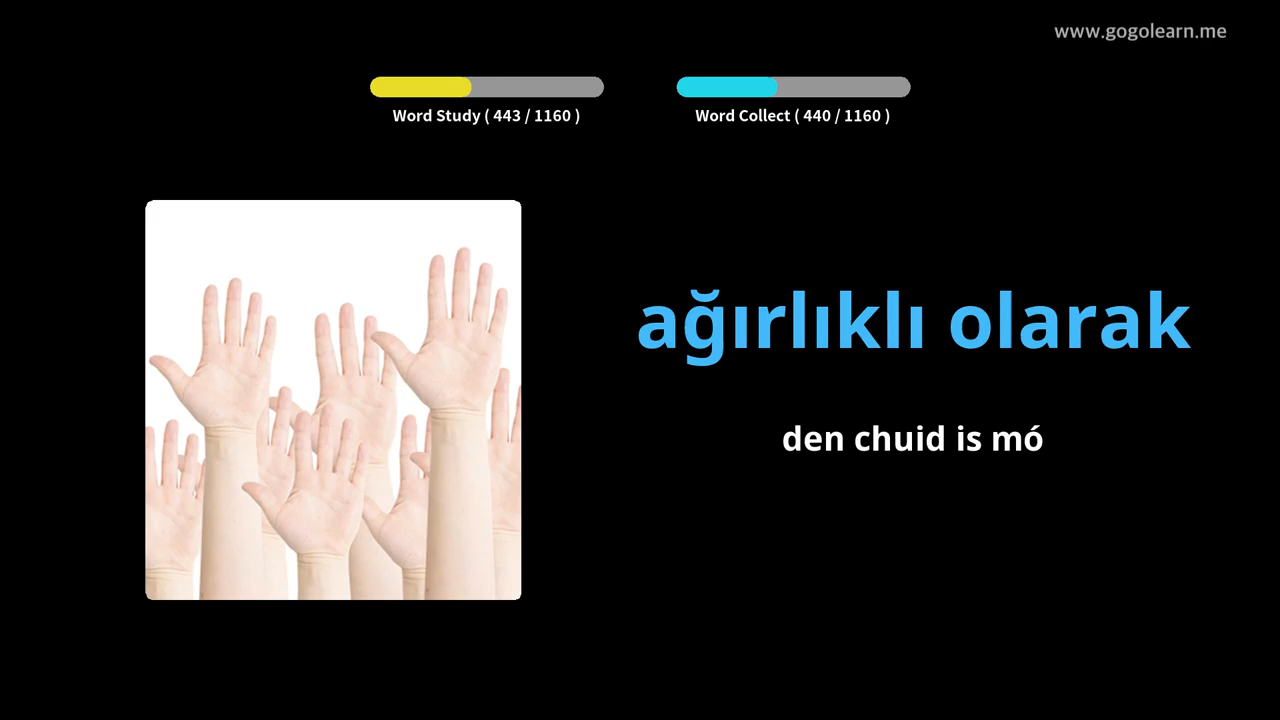 www.gogolearn.me
Word Study ( 443 / 1160 )
Word Collect ( 440 / 1160 )
ağırlıklı olarak
den chuid is mó